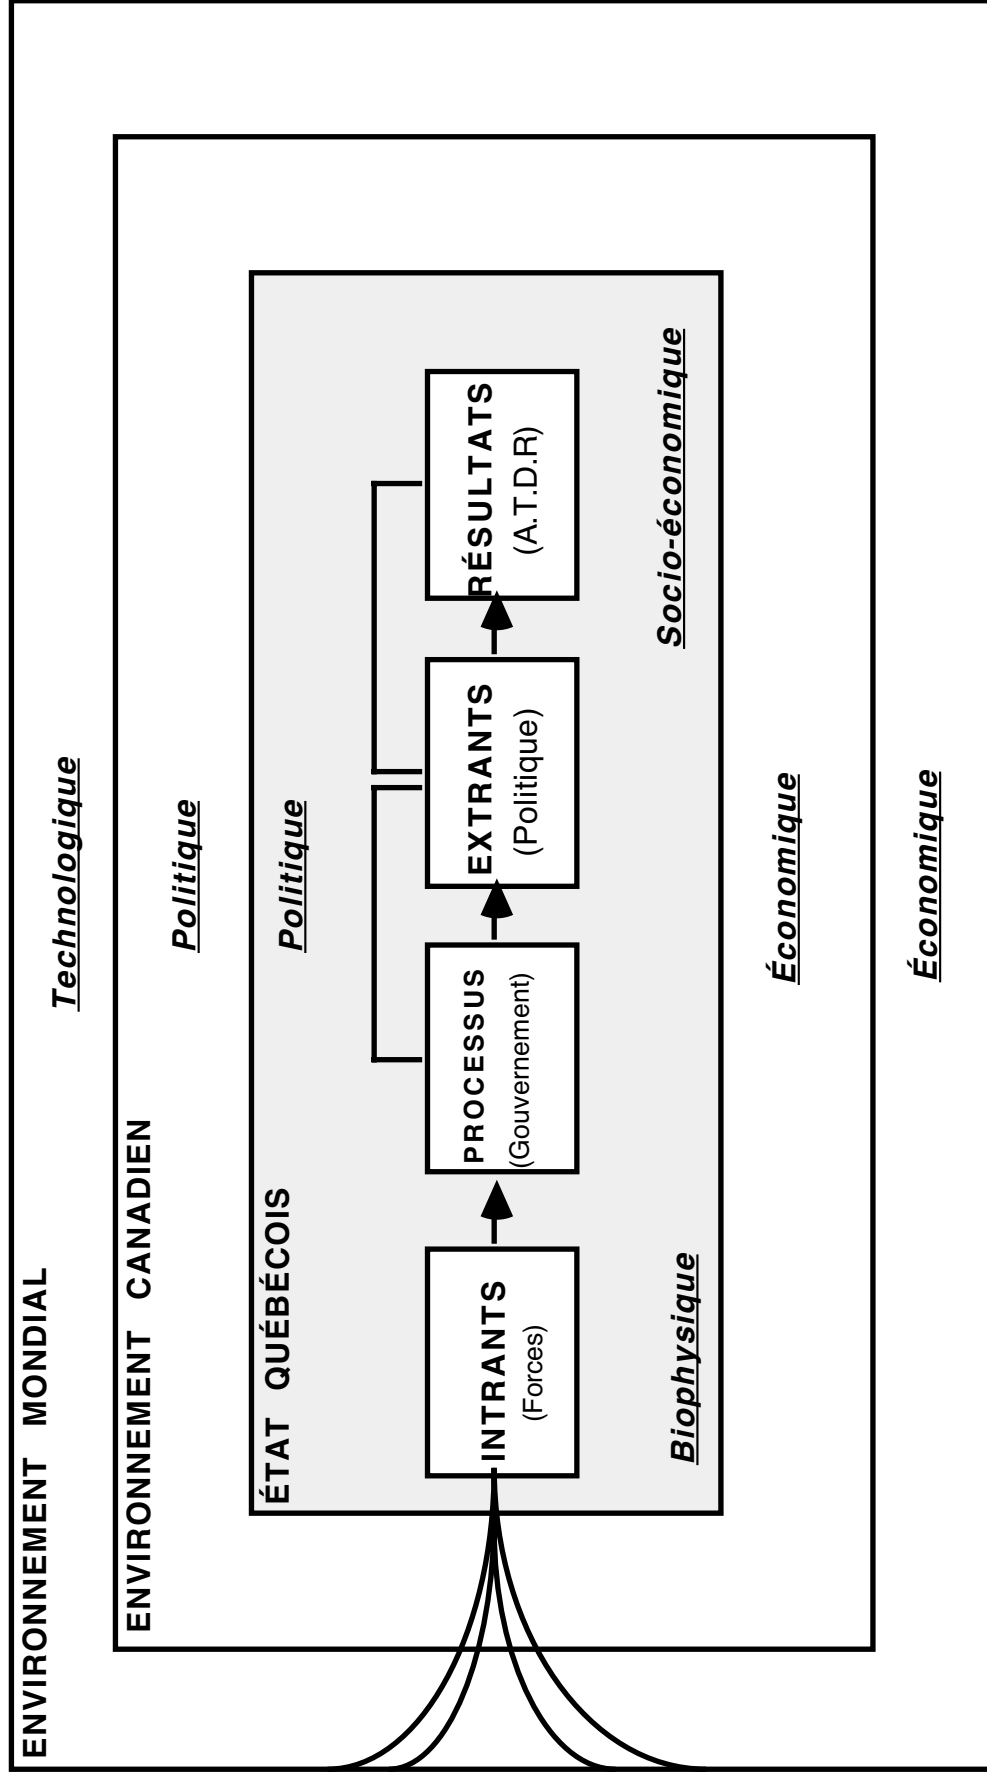 ENVIRONNEMENT MONDIAL
Technologique
ENVIRONNEMENT CANADIEN
Politique
ÉTAT QUÉBÉCOIS
Politique
INTRANTS
(Forces)
PROCESSUS
(Gouvernement)
EXTRANTS
(Politique)
RÉSULTATS
(A.T.D.R)
Biophysique
Socio-économique
Économique
Économique